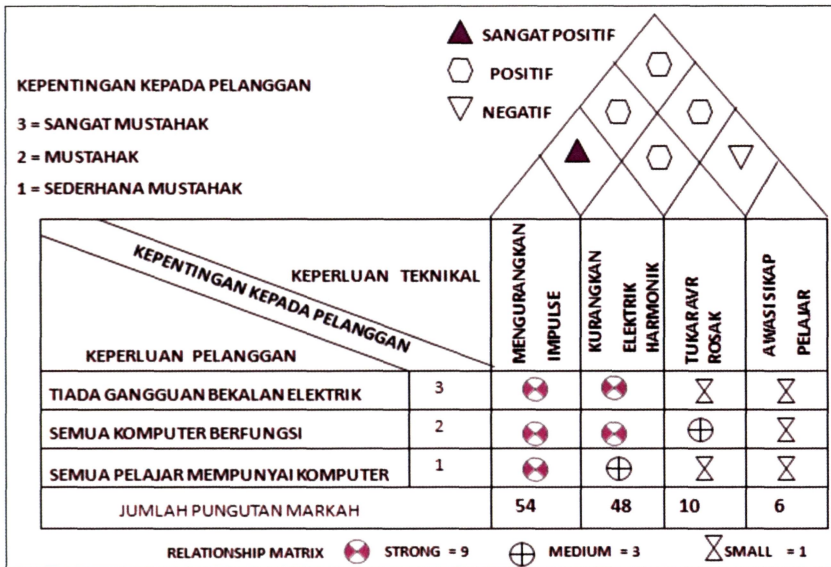 SANGAT POSITIF
POSITIF
NEGATIF
KEPENTINGAN KEPADA PELANGGAN
3 = SANGAT MUSTAHAK
2 = MUSTAHAK
1 = SEDERHANA MUSTAHAK
KEPENTINGAN KEPADA PELANGGAN
KEPERLUAN TEKNIKAL
KEPERLUAN PELANGGAN
MENGURANGKAN
IMPULSE
KURANGKAN
ELEKTRIK
HARMONIK
TUKARAVR
ROSAK
AWASI SIKAP
PELAJAR
TIADA GANGGUAN BEKALAN ELEKTRIK 3
SEMUA KOMPUTER BERFUNGSI 2
SEMUA PELAJAR MEMPUNYAI KOMPUTER 1
JUMLAH PUNGUTAN MARKAH 54 48 10 6
RELATIONSHIP MATRIX STRONG = 9 MEDIUM = 3 SMALL = 1